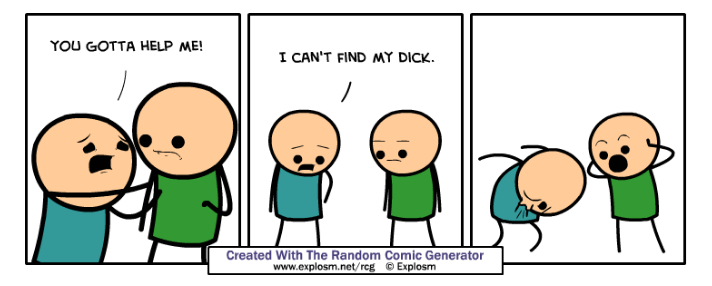 YOU GOTTA HELP ME!
I CAN'T FIND MY DICK.
Created With The Random Comic Generator
www.explosm.net/rcg © Explosm